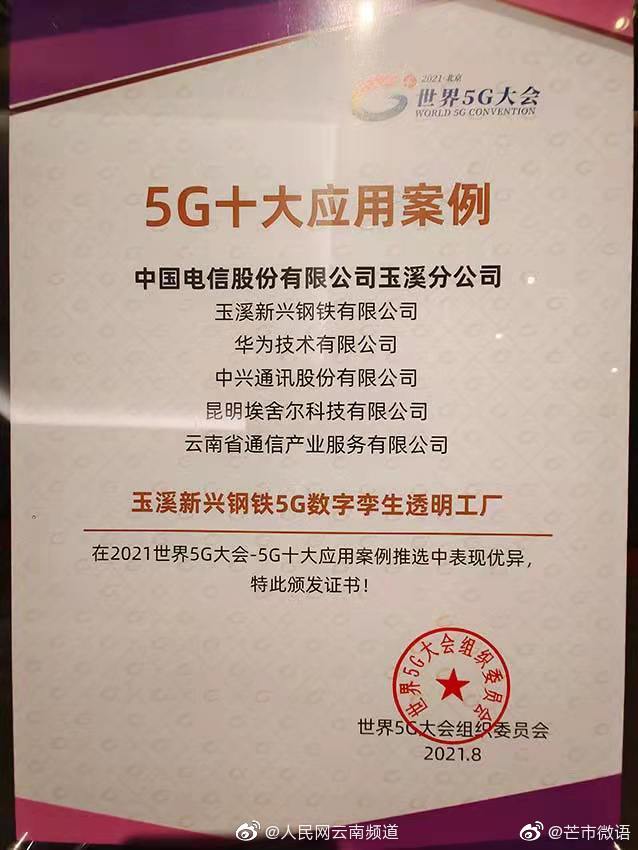 2021·北京
世界5G大会
WORLD 5G CONVENTION
5G十大应用案例
中国电信股份有限公司玉溪分公司
玉溪新兴钢铁有限公司
华为技术有限公司
中兴通讯股份有限公司
昆明埃舍尔科技有限公司
云南省通信产业服务有限公司
玉溪新兴钢铁5G数字孪生透明工厂
在2021世界5G大会-5G十大应用案例推选中表现优异,
特此颁发证书!
世界5G大会组织委员会
世界5G大会组织委员会
2021.8
@人民网云南频道
@芒市微语